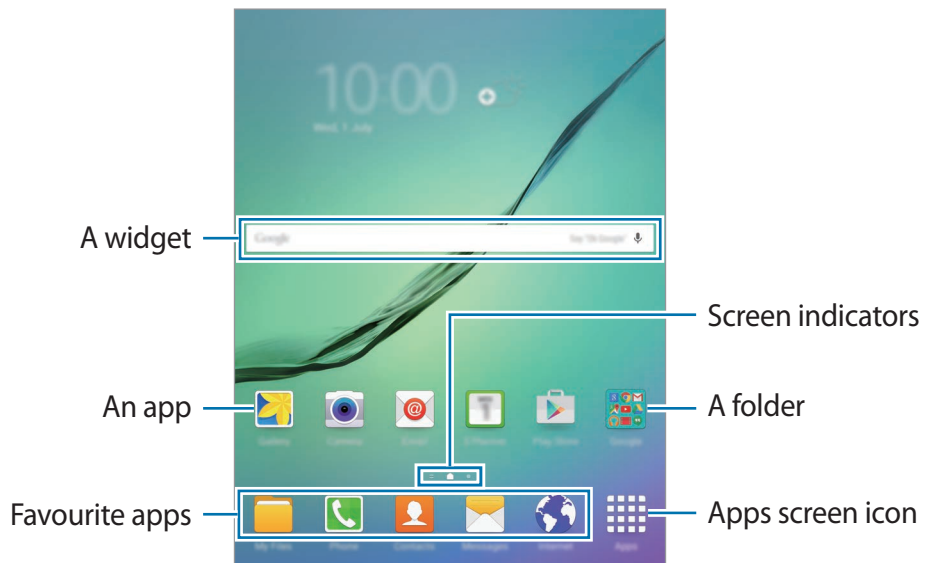 10:00
Wed, 1 July
A widget
Google
Say "Ok Google"
Screen indicators
An app
A folder
Gallery
Camera
Email
S Planner
Play Store
Google
Favourite apps
Apps screen icon
My Files
Phone
Contacts
Messages
Internet
Apps